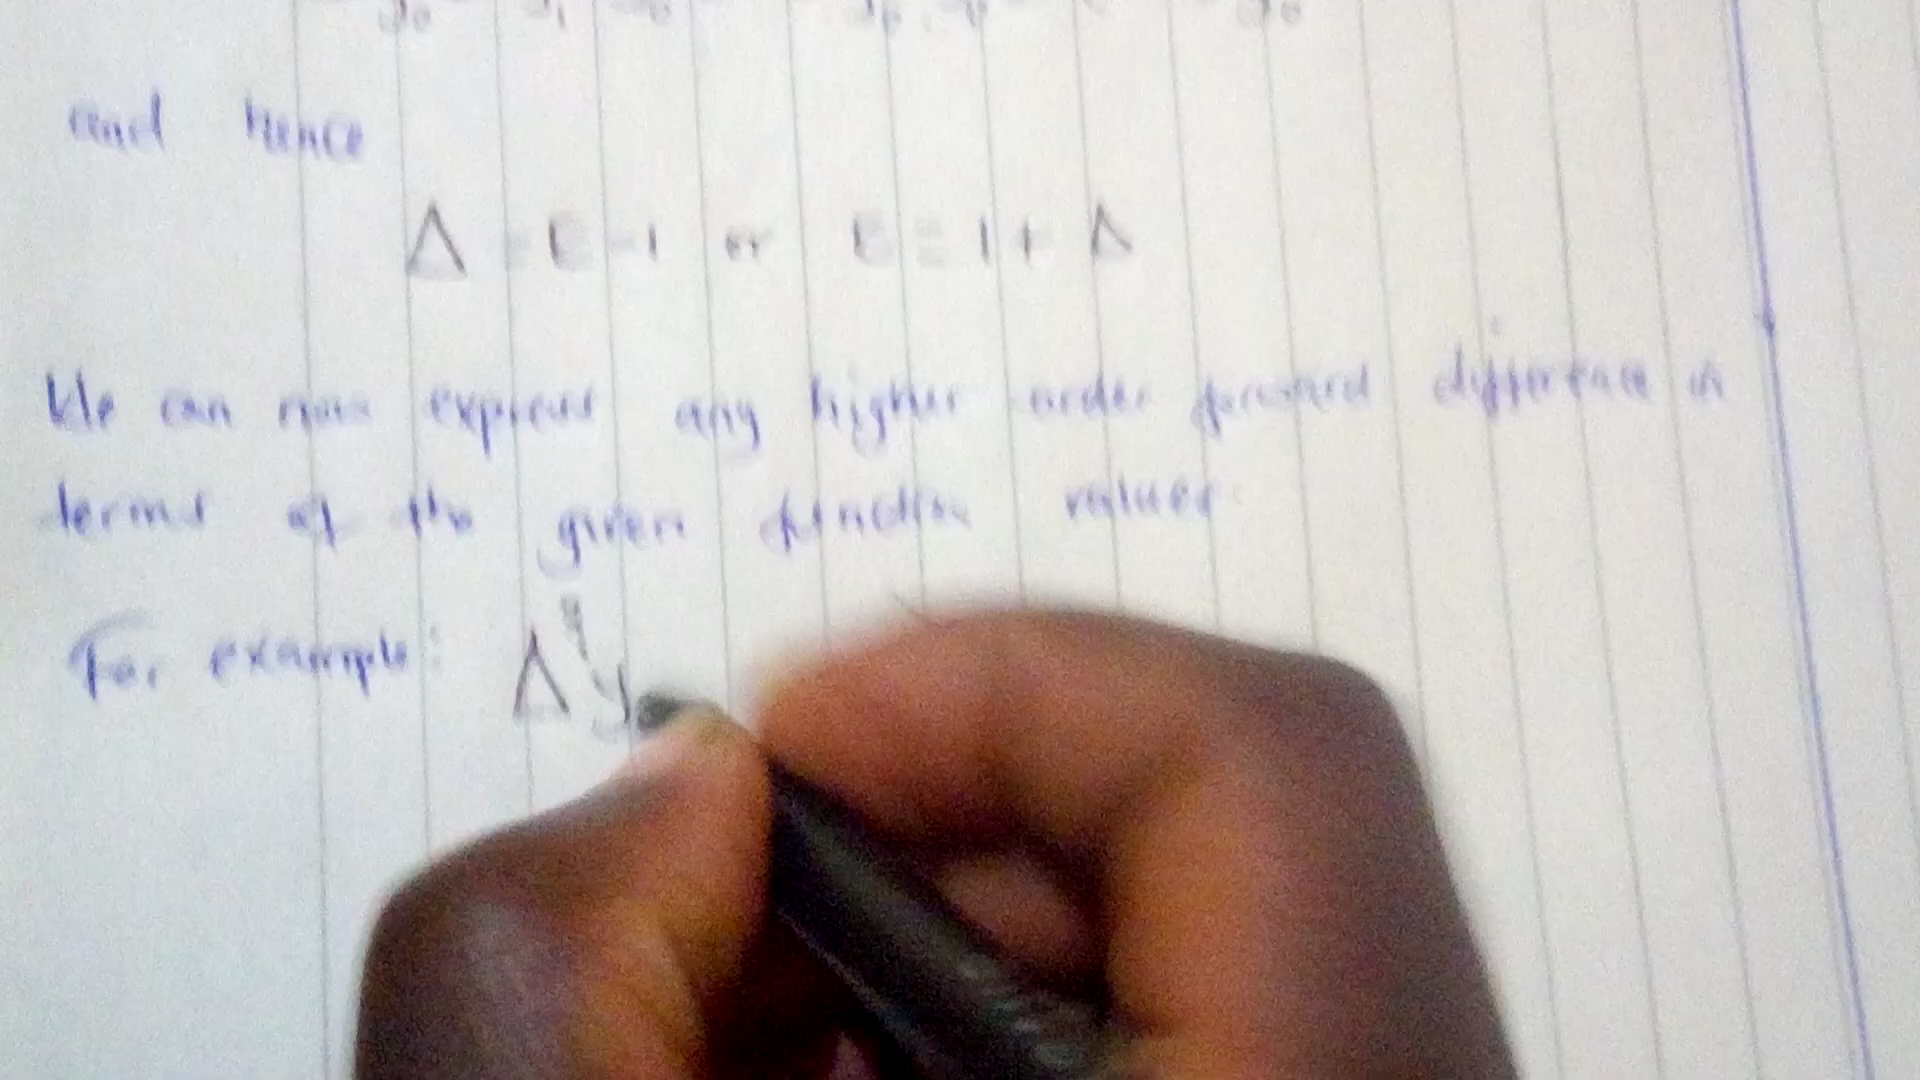 and hence
Δ ≡ E - 1 or E ≡ 1 + Δ
We can now express any higher order forward difference in
terms of the given function values.
For example: Δ y